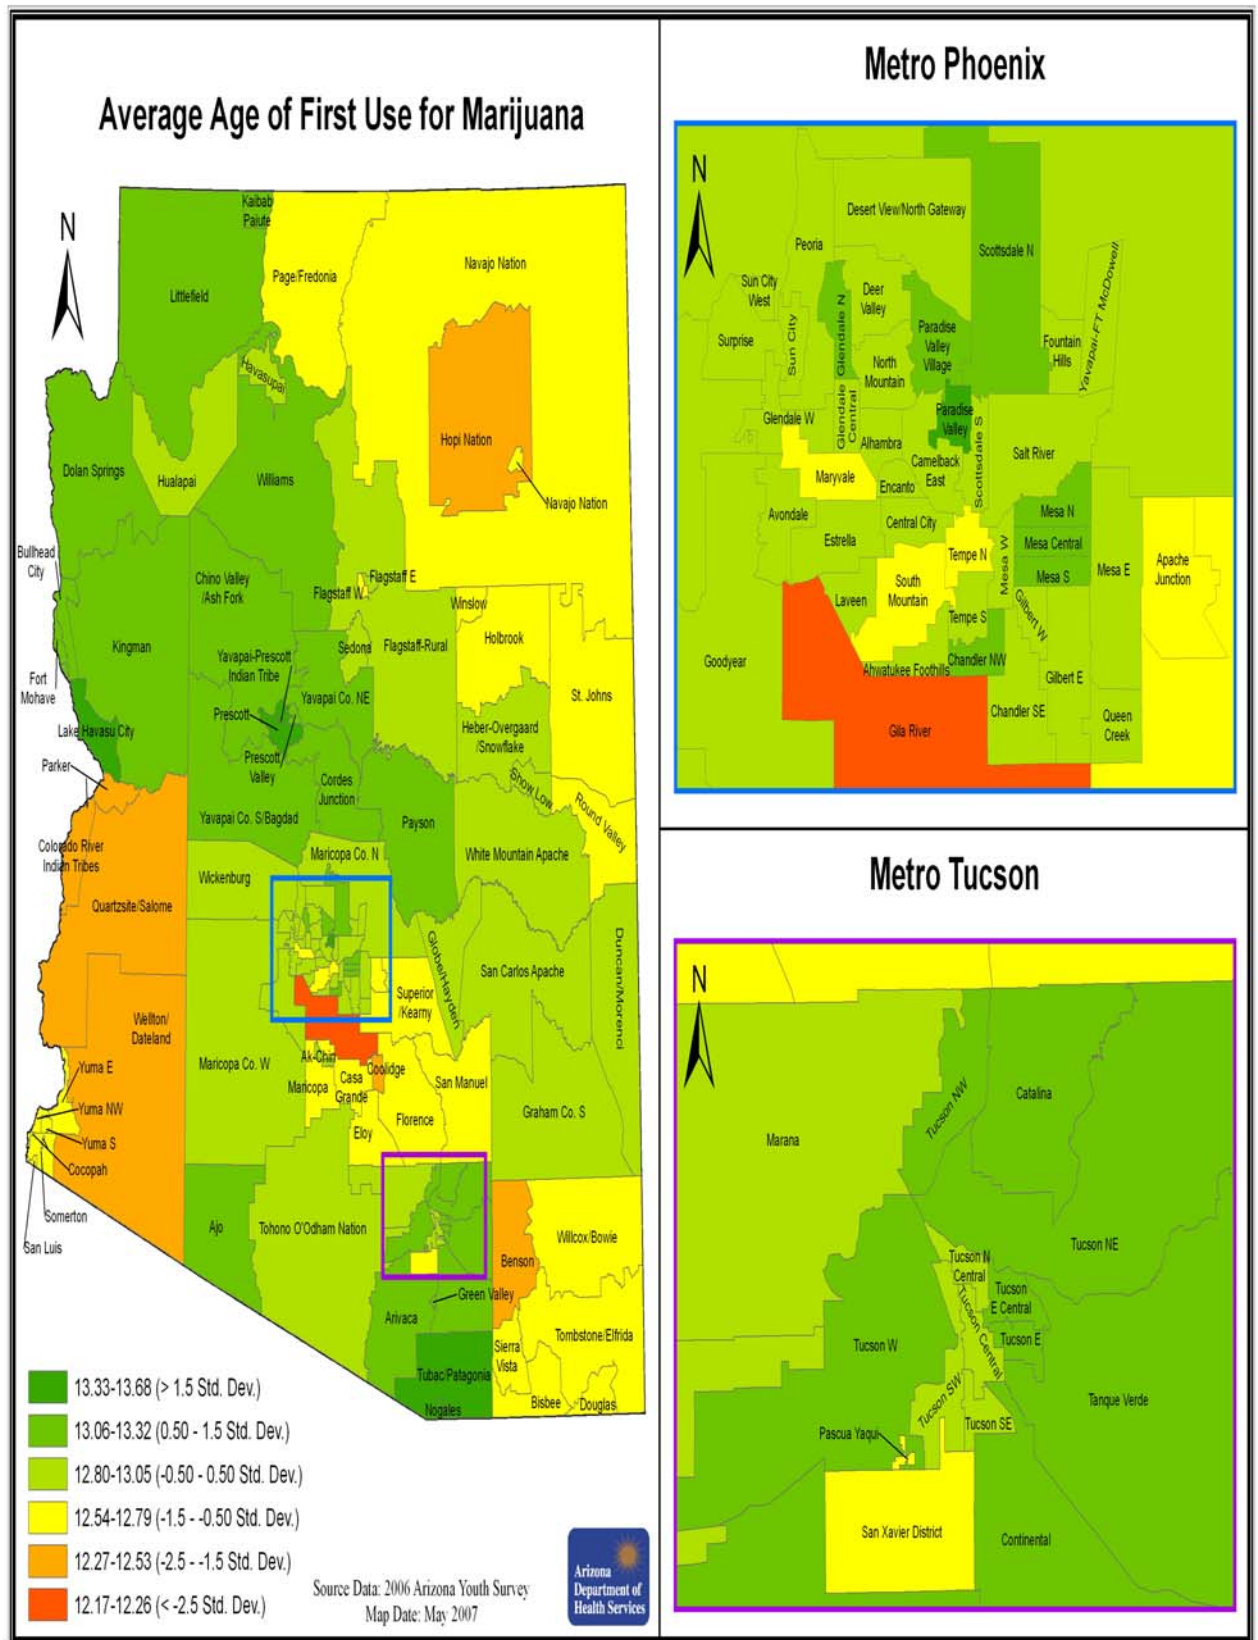 Average Age of First Use for Marijuana
N
Kaibab
Paiute
Littlefield
Page/Fredonia
Navajo Nation
Havasupai
Hopi Nation
Navajo Nation
Dolan Springs
Hualapai
Williams
Bullhead
City
Chino Valley
/Ash Fork
Flagstaff W
Flagstaff E
Winslow
Holbrook
Kingman
Yavapai-Prescott
Indian Tribe
Sedona
Flagstaff-Rural
Fort
Mohave
Yavapai Co. NE
St. Johns
Prescott
Lake Havasu City
Heber-Overgaard
/Snowflake
Parker
Prescott
Valley
Cordes
Junction
Show Low
Round Valley
Yavapai Co. S/Bagdad
Payson
Colorado River
Indian Tribes
Maricopa Co. N
White Mountain Apache
Wickenburg
Quartzsite/Salome
Globe/Hayden
San Carlos Apache
Duncan/Morenci
Superior
/Kearny
Wellton/
Dateland
Maricopa Co. W
Ak-Chin
Coolidge
Yuma E
Maricopa
Casa
Grande
San Manuel
Yuma NW
Florence
Graham Co. S
Yuma S
Eloy
Cocopah
Somerton
San Luis
Ajo
Tohono O'Odham Nation
Benson
Willcox/Bowie
Green Valley
Arivaca
Sierra
Vista
Tombstone/Elfrida
Tubac/Patagonia
Nogales
Bisbee
Douglas
13.33-13.68 (> 1.5 Std. Dev.)
13.06-13.32 (0.50 - 1.5 Std. Dev.)
12.80-13.05 (-0.50 - 0.50 Std. Dev.)
12.54-12.79 (-1.5 - -0.50 Std. Dev.)
12.27-12.53 (-2.5 - -1.5 Std. Dev.)
12.17-12.26 (< -2.5 Std. Dev.)
Source Data: 2006 Arizona Youth Survey
Map Date: May 2007
Arizona
Department of
Health Services
Metro Phoenix
N
Desert View/North Gateway
Peoria
Scottsdale N
Sun City
West
Deer
Valley
Surprise
Sun City
Glendale N
Paradise
Valley
Village
Fountain
Hills
Yavapai-FT McDowell
North
Mountain
Glendale W
Glendale
Central
Paradise
Valley
Alhambra
Scottsdale S
Salt River
Maryvale
Camelback
East
Encanto
Avondale
Central City
Mesa N
Estrella
Tempe N
Mesa W
Mesa Central
Mesa S
Mesa E
Apache
Junction
South
Mountain
Laveen
Tempe S
Gilbert W
Goodyear
Ahwatukee Foothills
Chandler NW
Gilbert E
Gila River
Chandler SE
Queen
Creek
Metro Tucson
N
Marana
Tucson NW
Catalina
Tucson NE
Tucson N
Central
Tucson
E Central
Tucson W
Tucson Central
Tucson E
Tanque Verde
Tucson SW
Tucson SE
Pascua Yaqui
San Xavier District
Continental